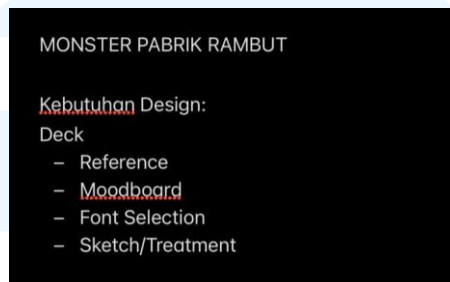 MONSTER PABRIK RAMBUT
Kebutuhan Design:
Deck
– Reference
– Moodboard
– Font Selection
– Sketch/Treatment